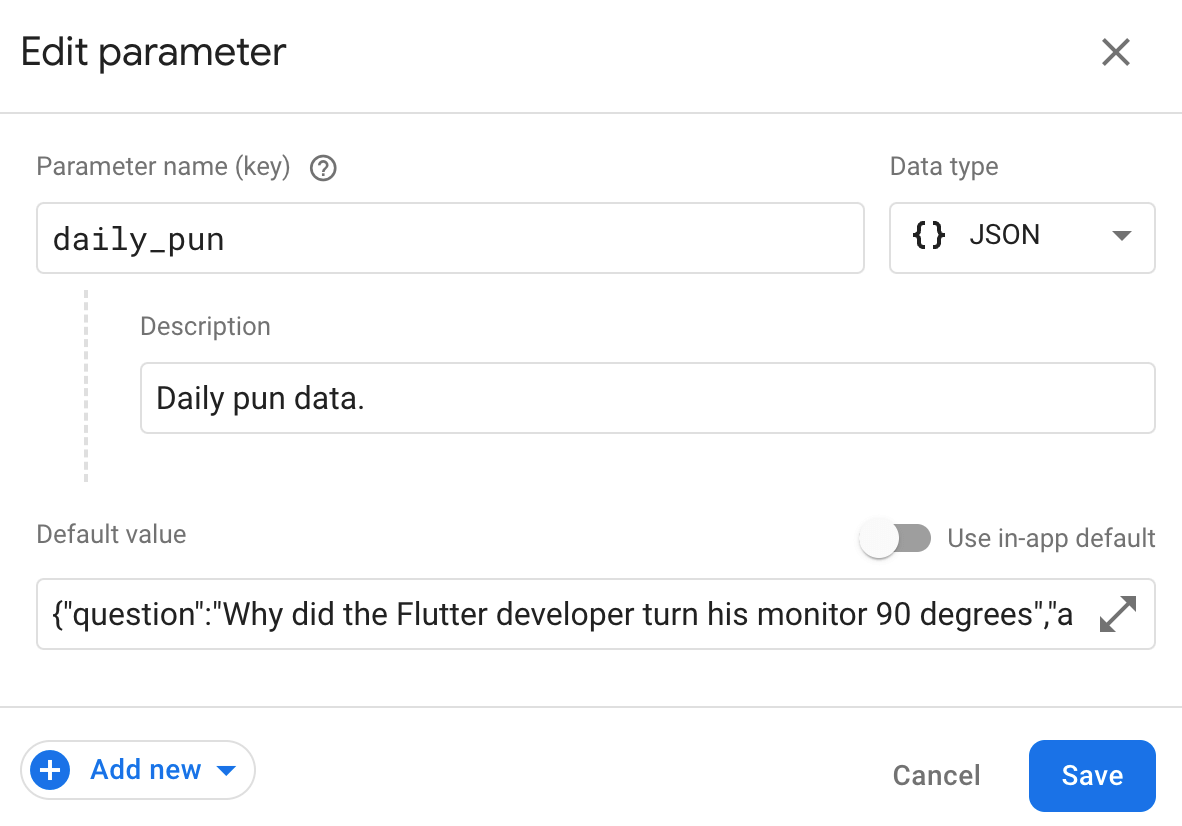 Edit parameter
Parameter name (key)
Data type
daily_pun
{} JSON
Description
Daily pun data.
Default value
Use in-app default
{"question":"Why did the Flutter developer turn his monitor 90 degrees","a
Add new
Cancel
Save